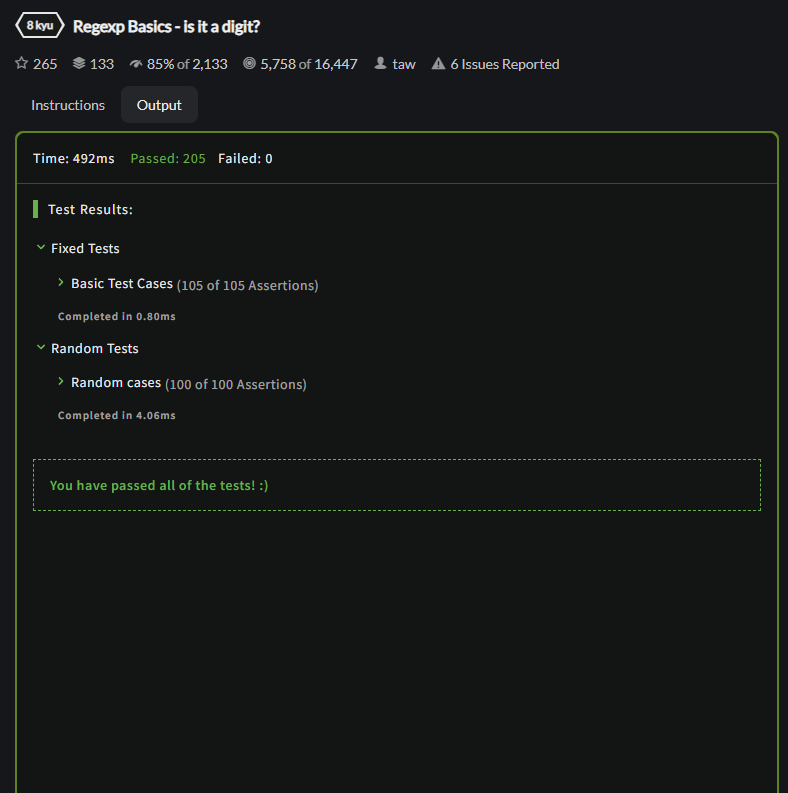 8 kyu Regexp Basics - is it a digit?
265 133 85% of 2,133 5,758 of 16,447 taw 6 Issues Reported
Instructions Output
Time: 492ms Passed: 205 Failed: 0
Test Results:
Fixed Tests
Basic Test Cases (105 of 105 Assertions)
Completed in 0.80ms
Random Tests
Random cases (100 of 100 Assertions)
Completed in 4.06ms
You have passed all of the tests! :)